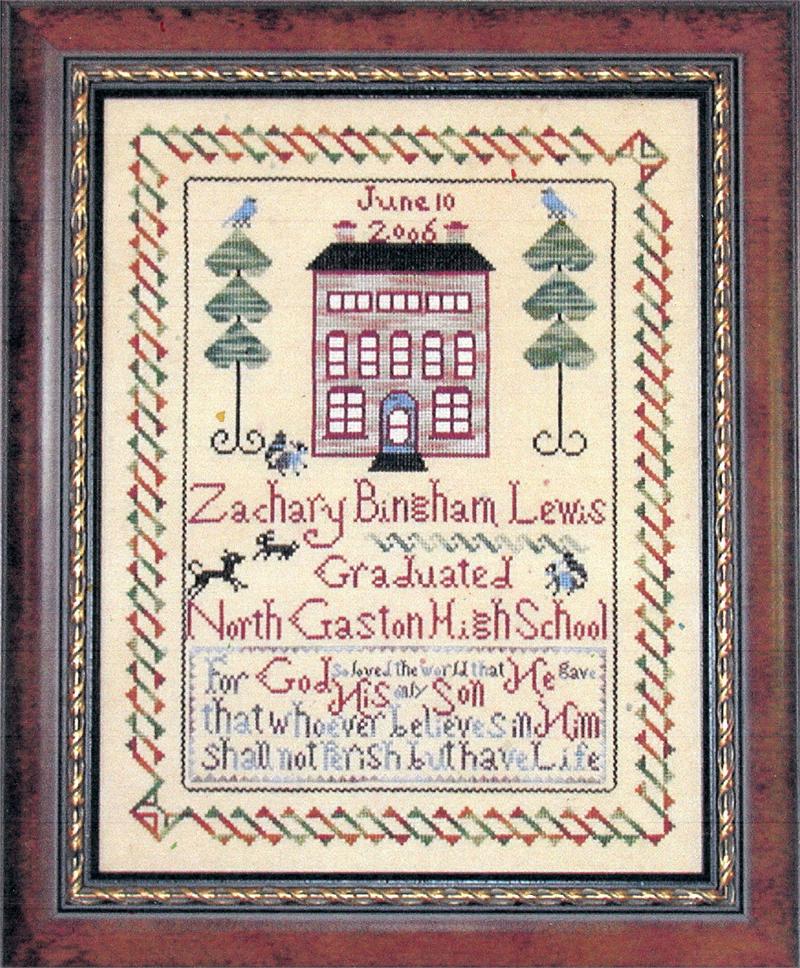 June 10
2006
Zachary Bingham Lewis
Graduated
North Gaston High School
For God so loved the world that He gave
His only Son
that whoever believes in Him
shall not Perish but have Life